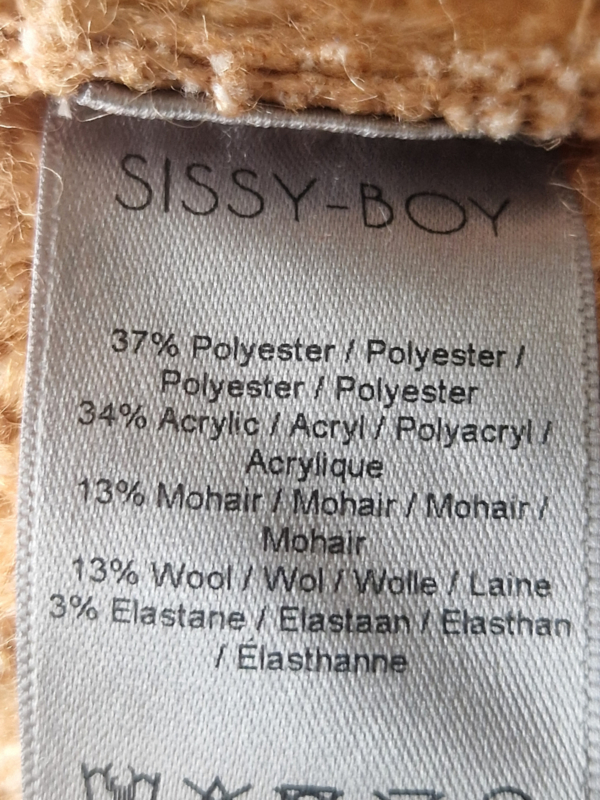 SISSY-BOY
37% Polyester / Polyester /
Polyester / Polyester
34% Acrylic / Acryl / Polyacryl /
Acrylique
13% Mohair / Mohair / Mohair /
Mohair
13% Wool / Wol / Wolle / Laine
3% Elastane / Elastaan / Elasthan
/ Élasthanne